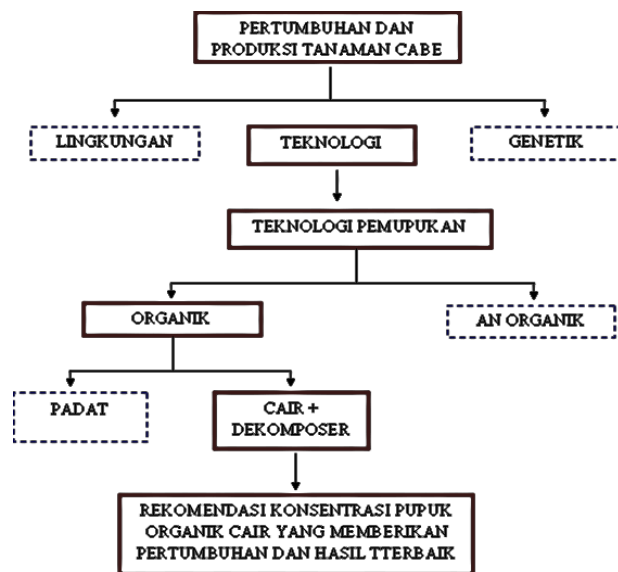 PERTUMBUHAN DAN
PRODUKSI TANAMAN CABE
LINGKUNGAN
TEKNOLOGI
GENETIK
TEKNOLOGI PEMUPUKAN
ORGANIK
AN ORGANIK
PADAT
CAIR +
DEKOMPOSER
REKOMENDASI KONSENTRASI PUPUK
ORGANIK CAIR YANG MEMBERIKAN
PERTUMBUHAN DAN HASIL TTERBAIK